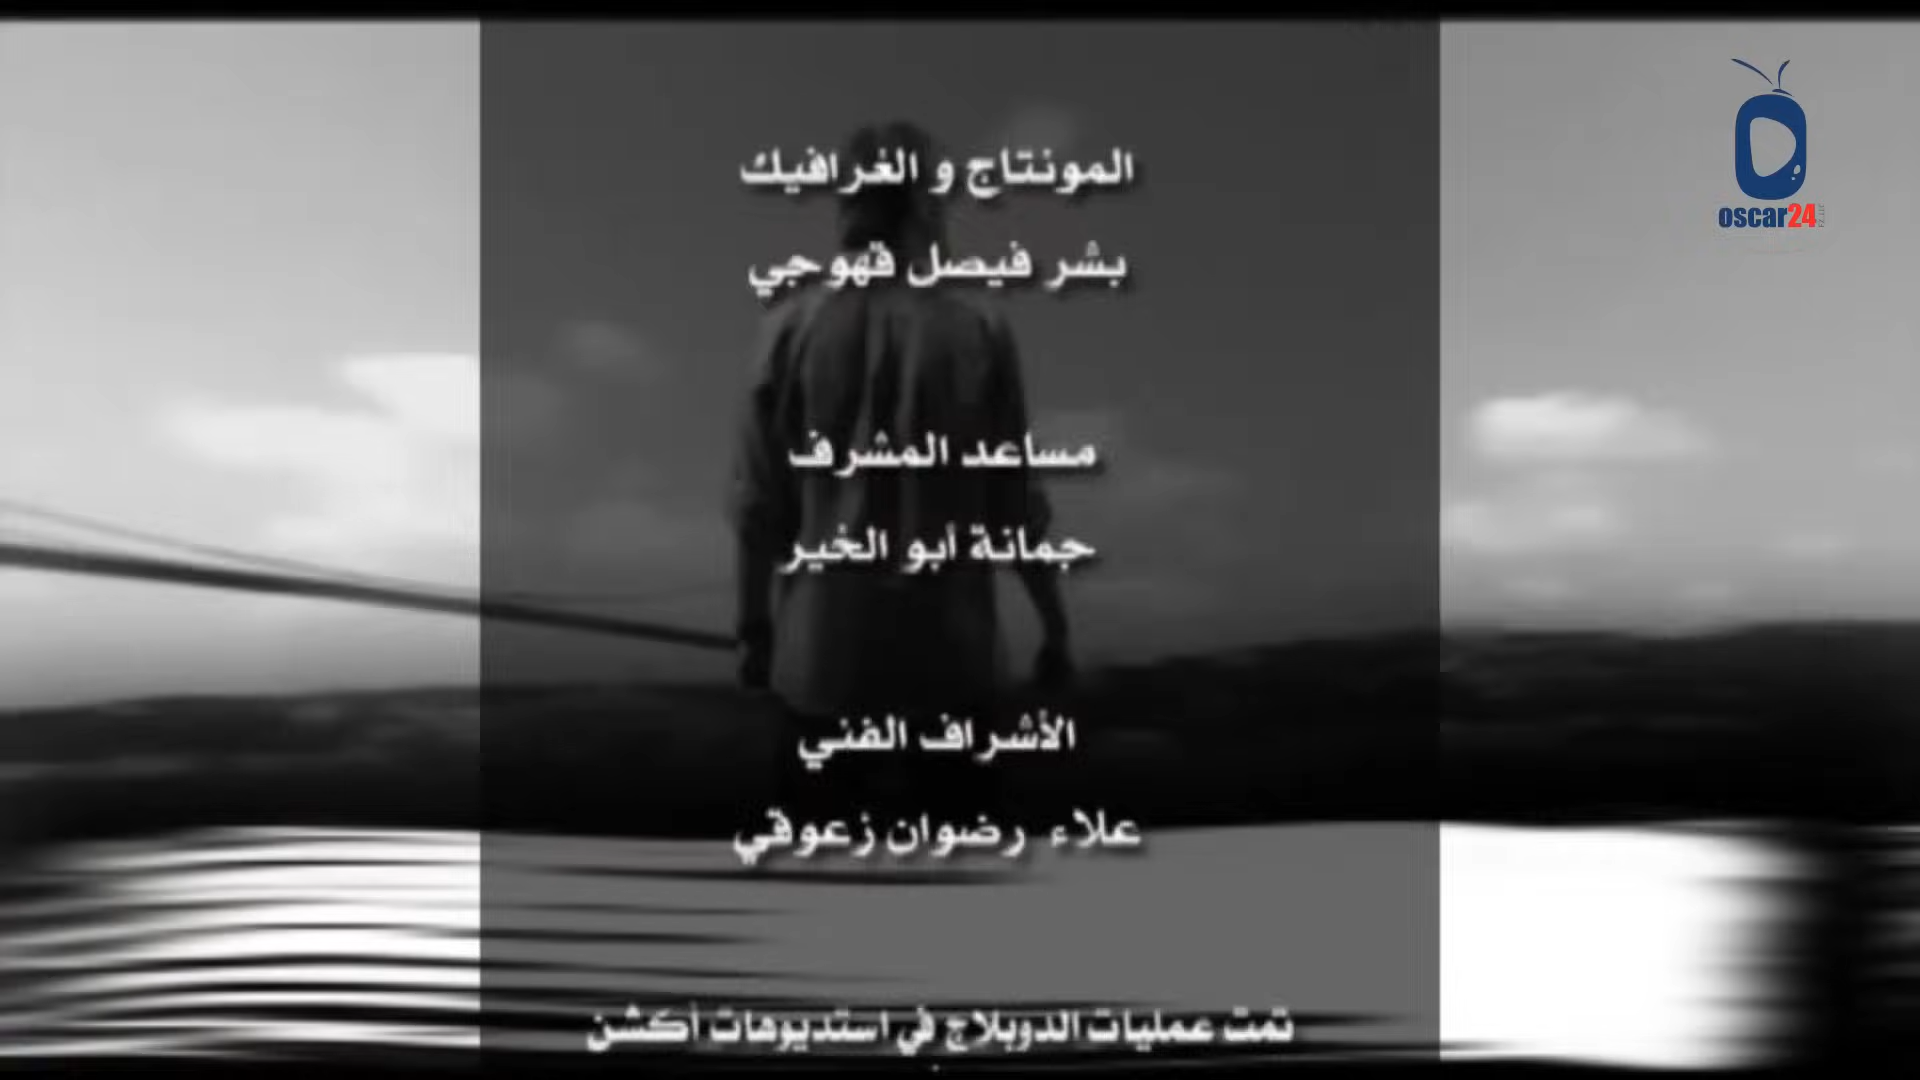 المونتاج و الغرافيك
بشر فيصل قهوجي
مساعد المشرف
جمانة أبو الخير
الأشراف الفني
علاء رضوان زعوقي
تمت عمليات الدوبلاج في استديوهات أكشن
oscar24